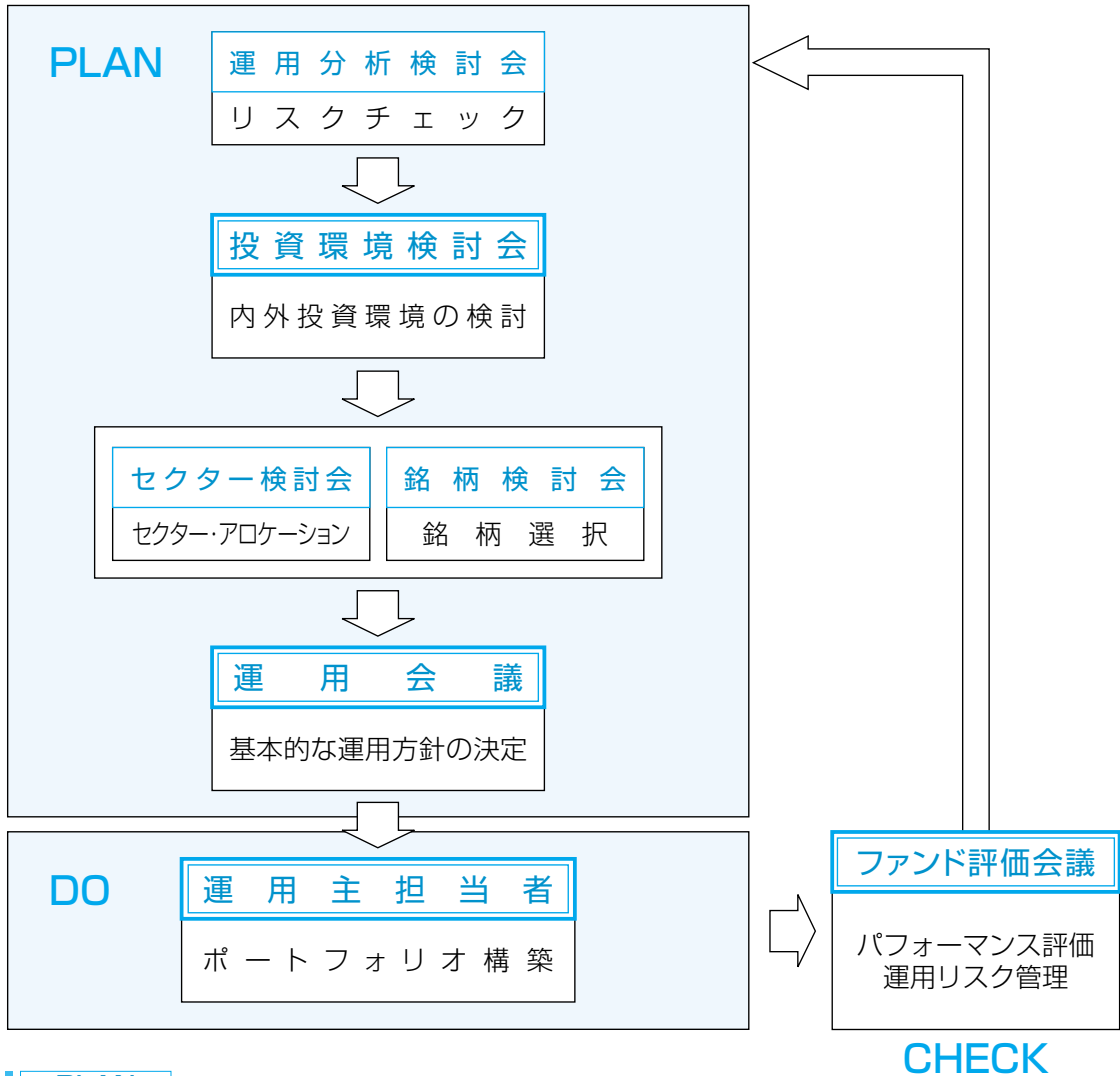 PLAN
運用分析検討会
リスクチェック
投資環境検討会
内外投資環境の検討
セクター検討会
セクター・アロケーション
銘柄検討会
銘柄選択
運用会議
基本的な運用方針の決定
DO
運用主担当者
ポートフォリオ構築
ファンド評価会議
パフォーマンス評価
運用リスク管理
CHECK